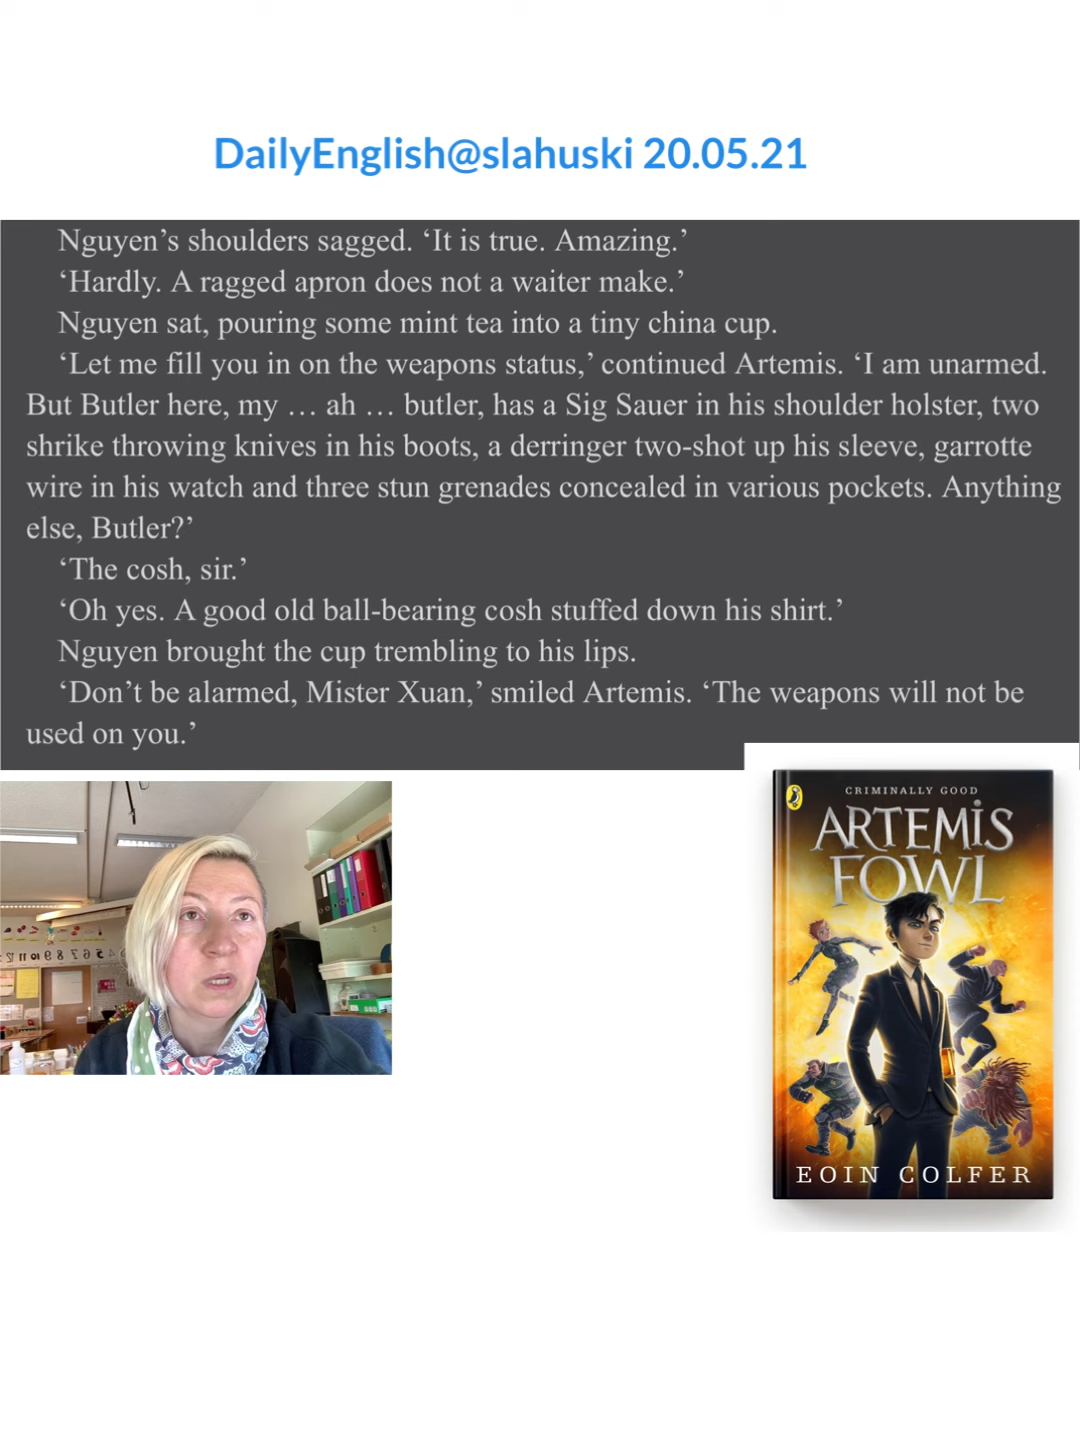 DailyEnglish@slahuski 20.05.21
Nguyen’s shoulders sagged. ‘It is true. Amazing.’
‘Hardly. A ragged apron does not a waiter make.’
Nguyen sat, pouring some mint tea into a tiny china cup.
‘Let me fill you in on the weapons status,’ continued Artemis. ‘I am unarmed.
But Butler here, my … ah … butler, has a Sig Sauer in his shoulder holster, two
shrike throwing knives in his boots, a derringer two-shot up his sleeve, garrotte
wire in his watch and three stun grenades concealed in various pockets. Anything
else, Butler?’
‘The cosh, sir.’
‘Oh yes. A good old ball-bearing cosh stuffed down his shirt.’
Nguyen brought the cup trembling to his lips.
‘Don’t be alarmed, Mister Xuan,’ smiled Artemis. ‘The weapons will not be
used on you.’
CRIMINALLY GOOD
ARTEMiS
FOWL
EOIN COLFER